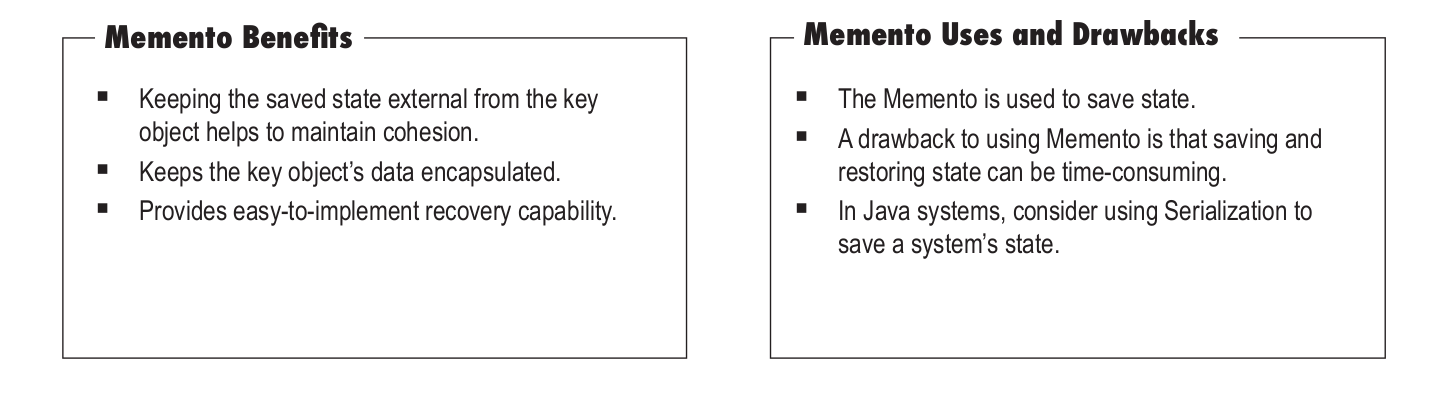 Memento Benefits
■ Keeping the saved state external from the key
object helps to maintain cohesion.
■ Keeps the key object’s data encapsulated.
■ Provides easy-to-implement recovery capability.
Memento Uses and Drawbacks
■ The Memento is used to save state.
■ A drawback to using Memento is that saving and
restoring state can be time-consuming.
■ In Java systems, consider using Serialization to
save a system’s state.